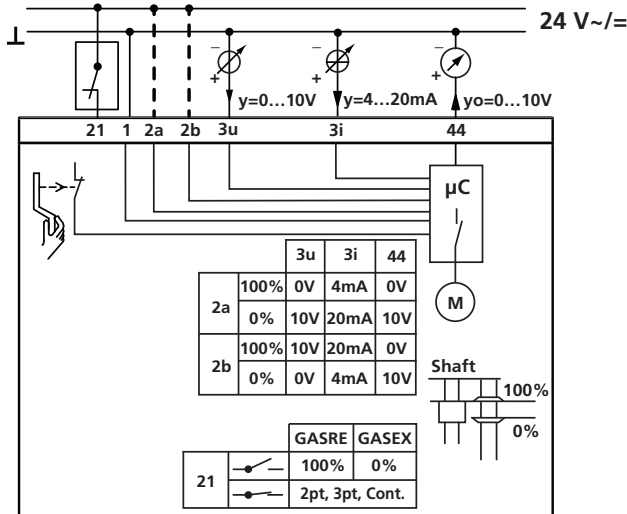 24 V~/=
⊥
− − −
+ + +
y=0...10V y=4...20mA yo=0...10V
21 1 2a 2b 3u 3i 44
µC
3u 3i 44
2a 100% 0V 4mA 0V
0% 10V 20mA 10V
2b 100% 10V 20mA 0V
0% 0V 4mA 10V
M
Shaft
100%
0%
GASRE GASEX
21 100% 0%
2pt, 3pt, Cont.